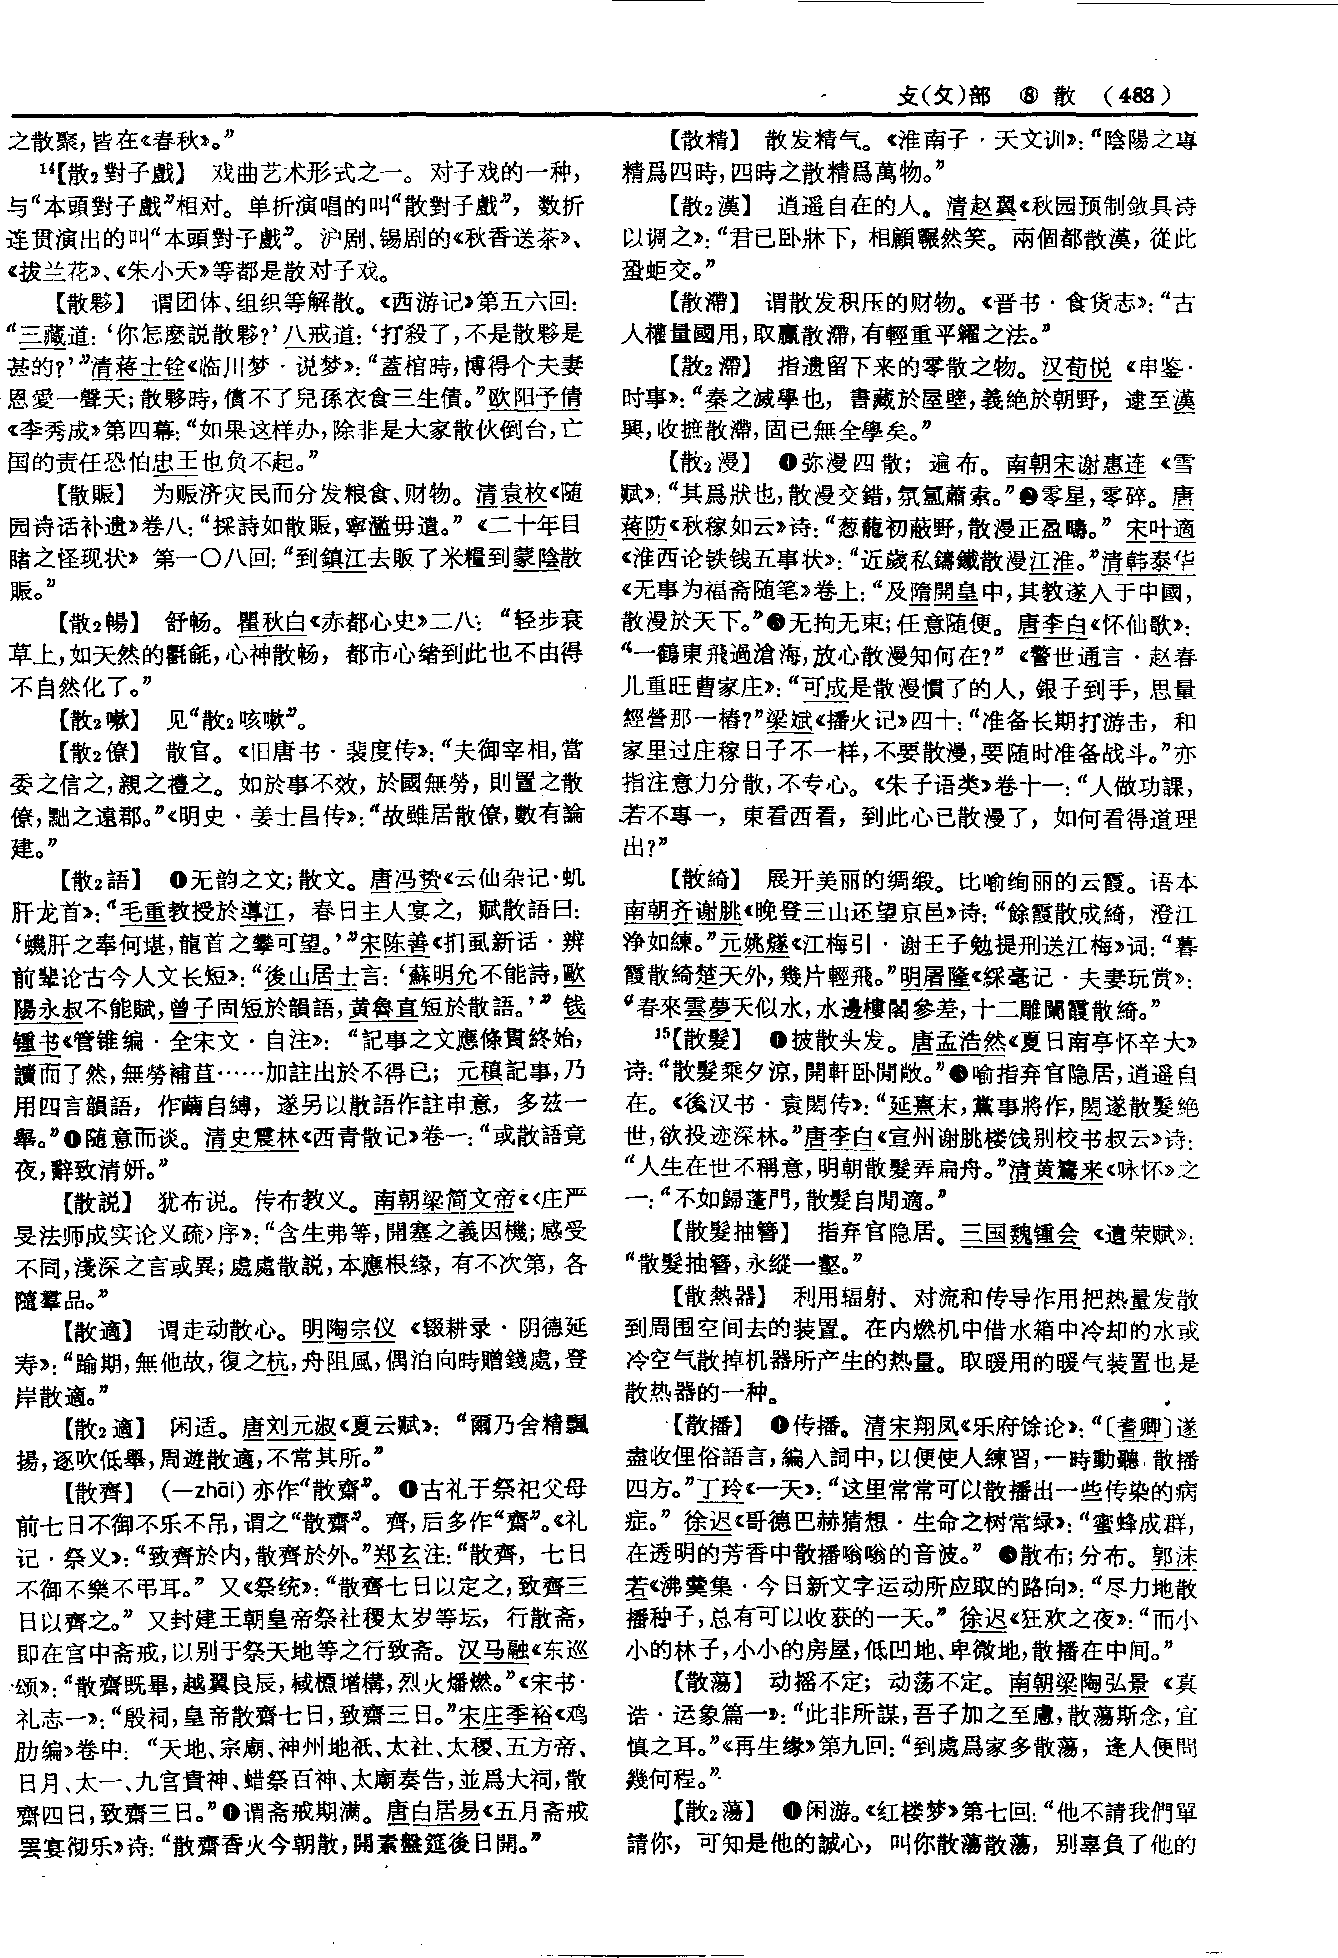 攴(攵)部 ⑧ 散 (483)
之散聚,皆在《春秋》。”
14【散₂對子戲】 戏曲艺术形式之一。对子戏的一种,
与“本頭對子戲”相对。单折演唱的叫“散對子戲”,数折
连贯演出的叫“本頭對子戲”。沪剧、锡剧的《秋香送茶》、
《拔兰花》、《朱小天》等都是散对子戏。
【散夥】 谓团体、组织等解散。《西游记》第五六回:
“三藏道:‘你怎麽説散夥?’八戒道:‘打殺了,不是散夥是
甚的?’”清蒋士铨《临川梦·说梦》:“蓋棺時,博得个夫妻
恩愛一聲天;散夥時,償不了兒孫衣食三生債。”欧阳予倩
《李秀成》第四幕:“如果这样办,除非是大家散伙倒台,亡
国的责任恐怕忠王也负不起。”
【散賑】 为赈济灾民而分发粮食、财物。清袁枚《随
园诗话补遗》卷八:“採詩如散賑,寧濫毋遺。”《二十年目
睹之怪现状》第一〇八回:“到鎮江去販了米糧到蒙陰散
賑。”
【散₂暢】 舒畅。瞿秋白《赤都心史》二八:“轻步衰
草上,如天然的氍毹,心神散畅,都市心绪到此也不由得
不自然化了。”
【散₂嗽】 见“散₂咳嗽”。
【散₂僚】 散官。《旧唐书·裴度传》:“夫御宰相,當
委之信之,親之禮之。如於事不效,於國無勞,則置之散
僚,黜之遠郡。”《明史·姜士昌传》:“故雖居散僚,數有論
建。”
【散₂語】 ❶无韵之文;散文。唐冯贽《云仙杂记·虬
肝龙首》:“毛重教授於導江,春日主人宴之,赋散語曰:
‘蟣肝之奉何堪,龍首之攀可望。’”宋陈善《扪虱新话·辨
前辈论古今人文长短》:“後山居士言:‘蘇明允不能詩,歐
陽永叔不能賦,曾子固短於韻語,黄魯直短於散語。’”钱
锺书《管锥编·全宋文·自注》:“記事之文應條貫終始,
讀而了然,無勞補苴……加註出於不得已;元稹記事,乃
用四言韻語,作繭自縛,遂另以散語作註申意,多兹一
舉。”❷随意而谈。清史震林《西青散记》卷一:“或散語竟
夜,辭致清妍。”
【散説】 犹布说。传布教义。南朝梁简文帝《〈庄严
旻法师成实论义疏〉序》:“含生弗等,開塞之義因機;感受
不同,淺深之言或異;處處散説,本應根緣,有不次第,各
隨羣品。”
【散適】 谓走动散心。明陶宗仪《辍耕录·阴德延
寿》:“踰期,無他故,復之杭,舟阻風,偶泊向時贈錢處,登
岸散適。”
【散₂適】 闲适。唐刘元淑《夏云赋》:“爾乃舍精飄
揚,逐吹低舉,周遊散適,不常其所。”
【散齊】 (—zhāi)亦作“散齋”。❶古礼于祭祀父母
前七日不御不乐不吊,谓之“散齋”。齊,后多作“齋”。《礼
记·祭义》:“致齊於内,散齊於外。”郑玄注:“散齊,七日
不御不樂不弔耳。”又《祭统》:“散齊七日以定之,致齊三
日以齊之。”又封建王朝皇帝祭社稷太岁等坛,行散斋,
即在宫中斋戒,以别于祭天地等之行致斋。汉马融《东巡
颂》:“散齋既畢,越翼良辰,棫樸增構,烈火燔燃。”《宋书·
礼志一》:“殷祠,皇帝散齋七日,致齋三日。”宋庄季裕《鸡
肋编》卷中:“天地、宗廟、神州地祇、太社、太稷、五方帝、
日月、太一、九宫貴神、蜡祭百神、太廟奏告,並爲大祠,散
齋四日,致齋三日。”❷谓斋戒期满。唐白居易《五月斋戒
罢宴彻乐》诗:“散齋香火今朝散,開素盤筵後日開。”
【散精】 散发精气。《淮南子·天文训》:“陰陽之專
精爲四時,四時之散精爲萬物。”
【散₂漢】 逍遥自在的人。清赵翼《秋园预制敛具诗
以调之》:“君已卧牀下,相顧囅然笑。兩個都散漢,從此
蛩蚷交。”
【散滯】 谓散发积压的财物。《晋书·食货志》:“古
人權量國用,取贏散滯,有輕重平糴之法。”
【散₂滯】 指遗留下来的零散之物。汉荀悦《申鉴·
时事》:“秦之滅學也,書藏於屋壁,義絶於朝野,逮至漢
興,收摭散滯,固已無全學矣。”
【散₂漫】 ❶弥漫四散;遍布。南朝宋谢惠连《雪
赋》:“其爲狀也,散漫交錯,氛氲蕭索。”❷零星,零碎。唐
蒋防《秋稼如云》诗:“葱蘢初蔽野,散漫正盈疇。”宋叶適
《淮西论铁钱五事状》:“近歲私鑄鐵散漫江淮。”清韩泰华
《无事为福斋随笔》卷上:“及隋開皇中,其教遂入于中國,
散漫於天下。”❸无拘无束;任意随便。唐李白《怀仙歌》:
“一鶴東飛過滄海,放心散漫知何在?”《警世通言·赵春
儿重旺曹家庄》:“可成是散漫慣了的人,銀子到手,思量
經營那一樁?”梁斌《播火记》四十:“准备长期打游击,和
家里过庄稼日子不一样,不要散漫,要随时准备战斗。”亦
指注意力分散,不专心。《朱子语类》卷十一:“人做功課,
若不專一,東看西看,到此心已散漫了,如何看得道理
出?”
【散綺】 展开美丽的绸缎。比喻绚丽的云霞。语本
南朝齐谢朓《晚登三山还望京邑》诗:“餘霞散成綺,澄江
浄如練。”元姚燧《江梅引·谢王子勉提刑送江梅》词:“暮
霞散綺楚天外,幾片輕飛。”明屠隆《綵毫记·夫妻玩赏》:
“春來雲夢天似水,水邊樓閣參差,十二雕闌霞散綺。”
15【散髮】 ❶披散头发。唐孟浩然《夏日南亭怀辛大》
诗:“散髮乘夕涼,開軒卧閒敞。”❷喻指弃官隐居,逍遥自
在。《後汉书·袁闳传》:“延熹末,黨事將作,閎遂散髮絶
世,欲投迹深林。”唐李白《宣州谢朓楼饯别校书叔云》诗:
“人生在世不稱意,明朝散髮弄扁舟。”清黄鷟来《咏怀》之
一:“不如歸蓬門,散髮自閒適。”
【散髮抽簪】 指弃官隐居。三国魏锺会《遺荣赋》:
“散髮抽簪,永縱一壑。”
【散熱器】 利用辐射、对流和传导作用把热量发散
到周围空间去的装置。在内燃机中借水箱中冷却的水或
冷空气散掉机器所产生的热量。取暖用的暖气装置也是
散热器的一种。
【散播】 ❶传播。清宋翔凤《乐府馀论》:“〔耆卿〕遂
盡收俚俗語言,編入詞中,以便使人練習,一時動聽,散播
四方。”丁玲《一天》:“这里常常可以散播出一些传染的病
症。”徐迟《哥德巴赫猜想·生命之树常绿》:“蜜蜂成群,
在透明的芳香中散播嗡嗡的音波。”❷散布;分布。郭沫
若《沸羹集·今日新文字运动所应取的路向》:“尽力地散
播种子,总有可以收获的一天。”徐迟《狂欢之夜》:“而小
小的林子,小小的房屋,低凹地、卑微地,散播在中间。”
【散蕩】 动摇不定;动荡不定。南朝梁陶弘景《真
诰·运象篇一》:“此非所謀,吾子加之至慮,散蕩斯念,宜
慎之耳。”《再生缘》第九回:“到處爲家多散蕩,逢人便問
幾何程。”
【散₂蕩】 ❶闲游。《红楼梦》第七回:“他不請我們單
請你,可知是他的誠心,叫你散蕩散蕩,别辜負了他的